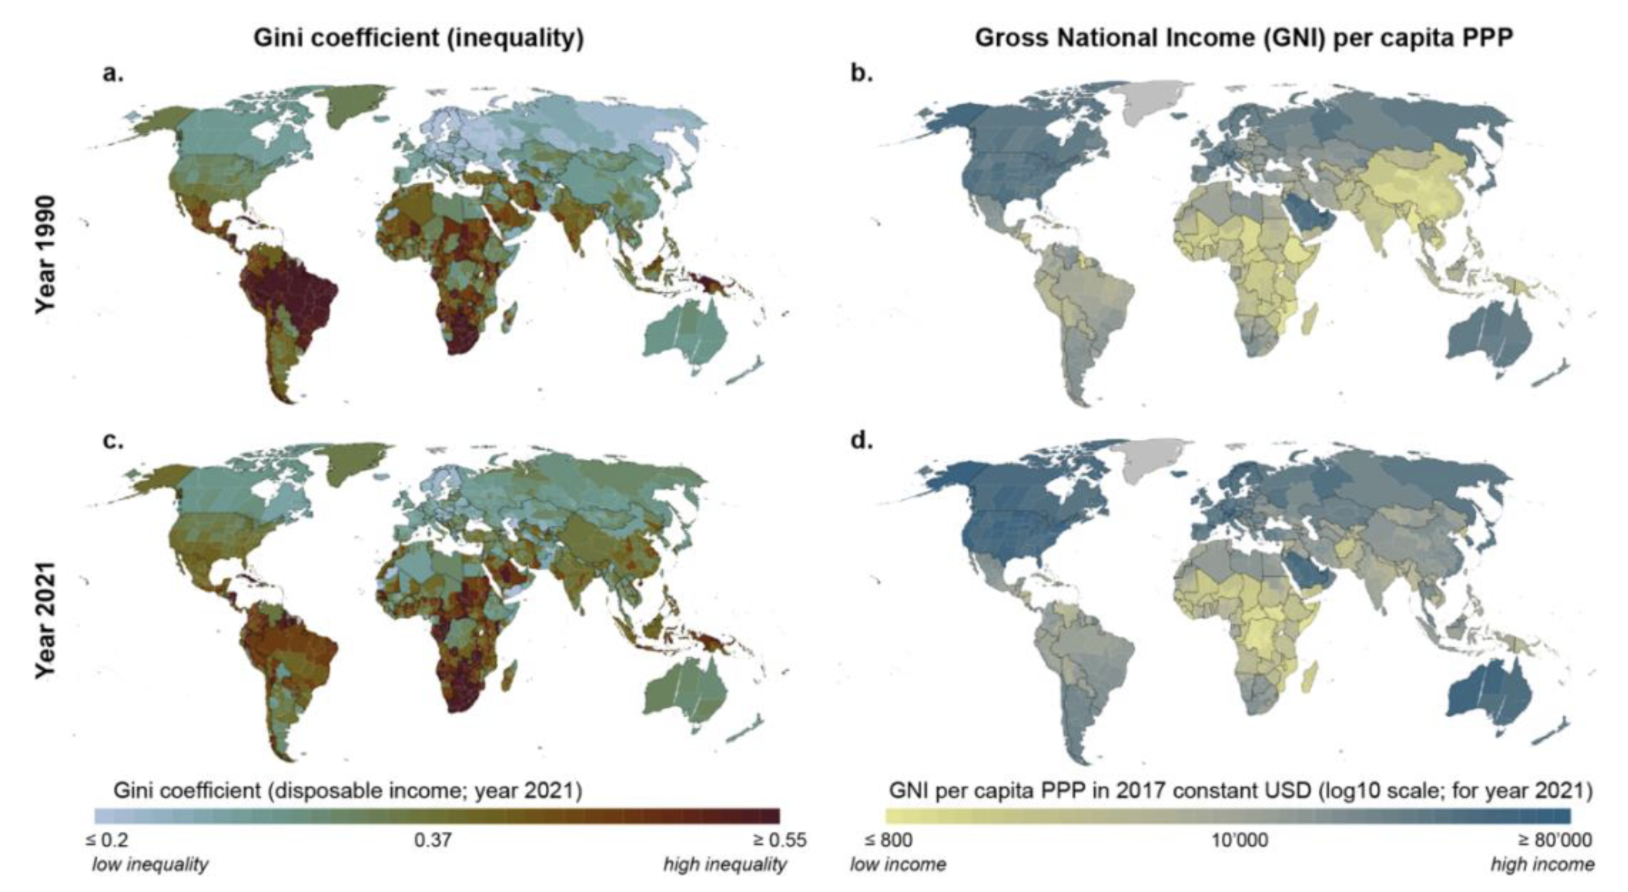 Gini coefficient (inequality)
Gross National Income (GNI) per capita PPP
a.
b.
Year 1990
c.
d.
Year 2021
Gini coefficient (disposable income; year 2021)
≤ 0.2
0.37
≥ 0.55
low inequality
high inequality
GNI per capita PPP in 2017 constant USD (log10 scale; for year 2021)
≤ 800
10'000
≥ 80'000
low income
high income